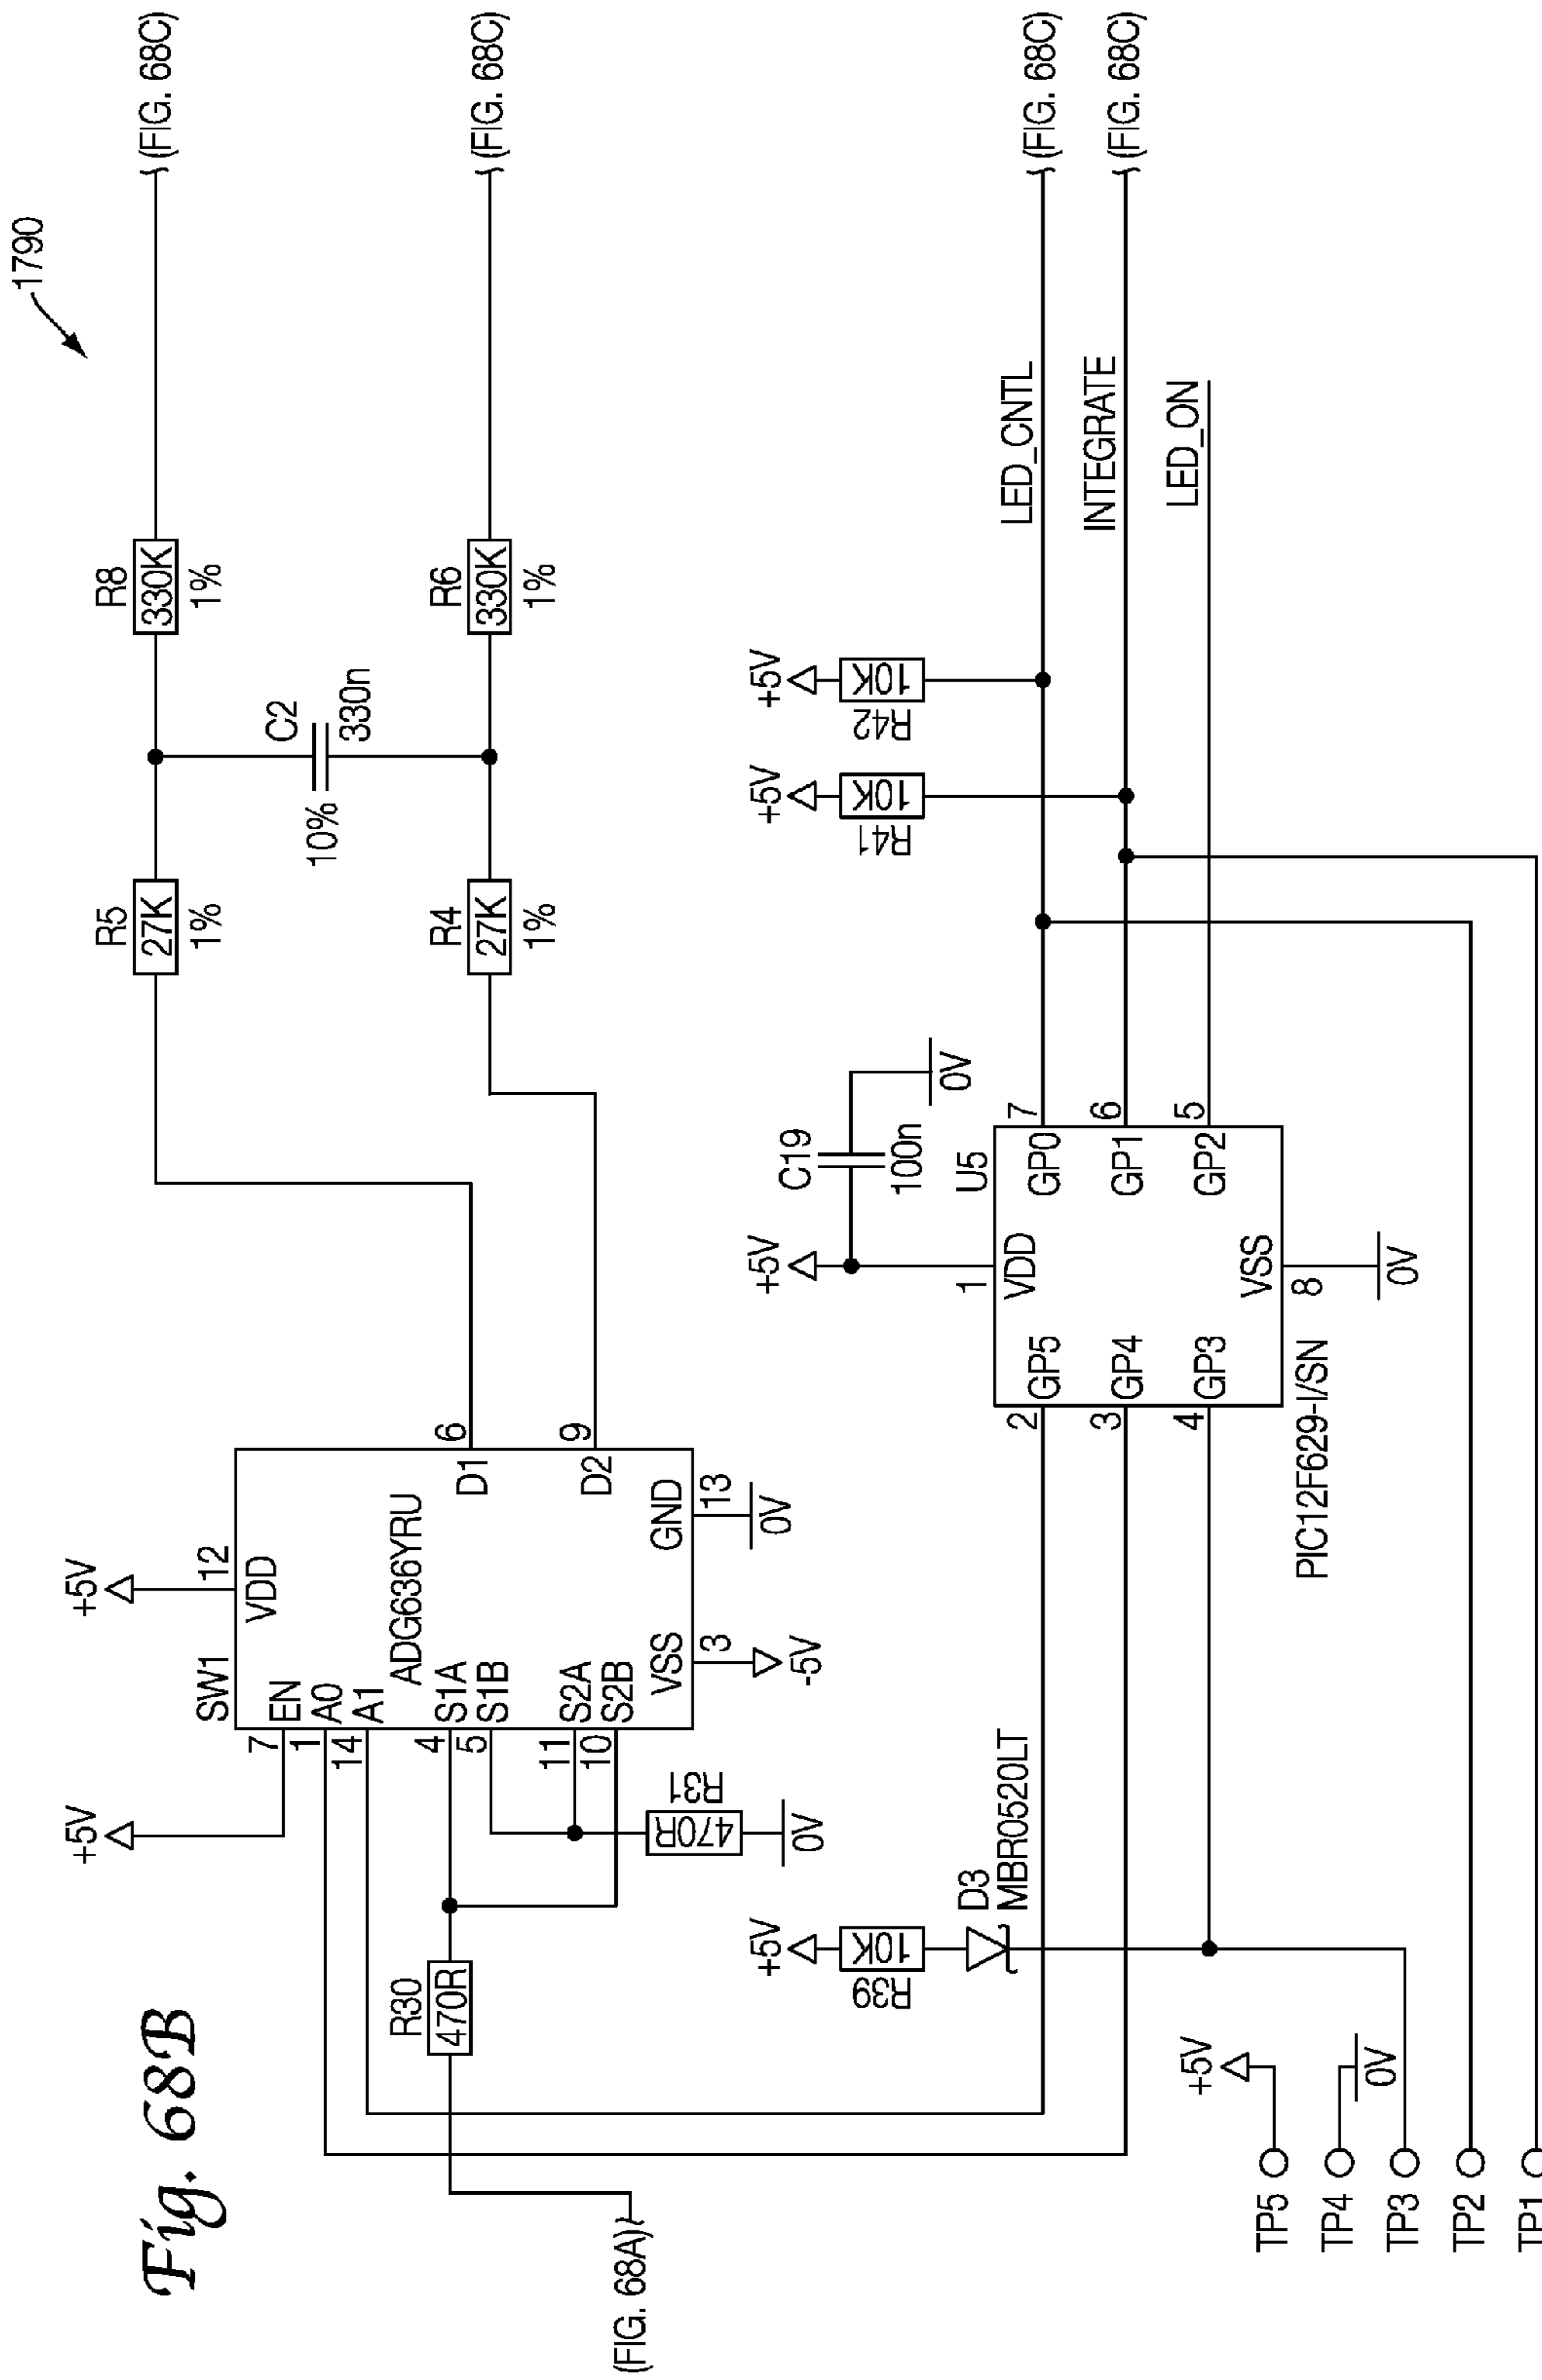 Fig. 68B
1790
+5V
+5V
SW1
12
VDD
7
EN
1
A0
14
A1
ADG636YRU
4
S1A
5
S1B
11
S2A
10
S2B
D1
6
D2
9
VSS
3
-5V
GND
13
0V
R30
470R
R31
470R
0V
(FIG. 68A)
R5
27K
1%
R8
330K
1%
(FIG. 68C)
C2
10%
330n
R4
27K
1%
R6
330K
1%
(FIG. 68C)
+5V
R39
10K
D3
MBR0520LT
+5V
C19
100n
0V
U5
1
VDD
2
GP5
GP0
7
3
GP4
GP1
6
4
GP3
GP2
5
VSS
8
0V
PIC12F629-I/SN
+5V
R41
10K
+5V
R42
10K
LED_CNTL
(FIG. 68C)
INTEGRATE
(FIG. 68C)
LED_ON
+5V
TP5
TP4
0V
TP3
TP2
TP1